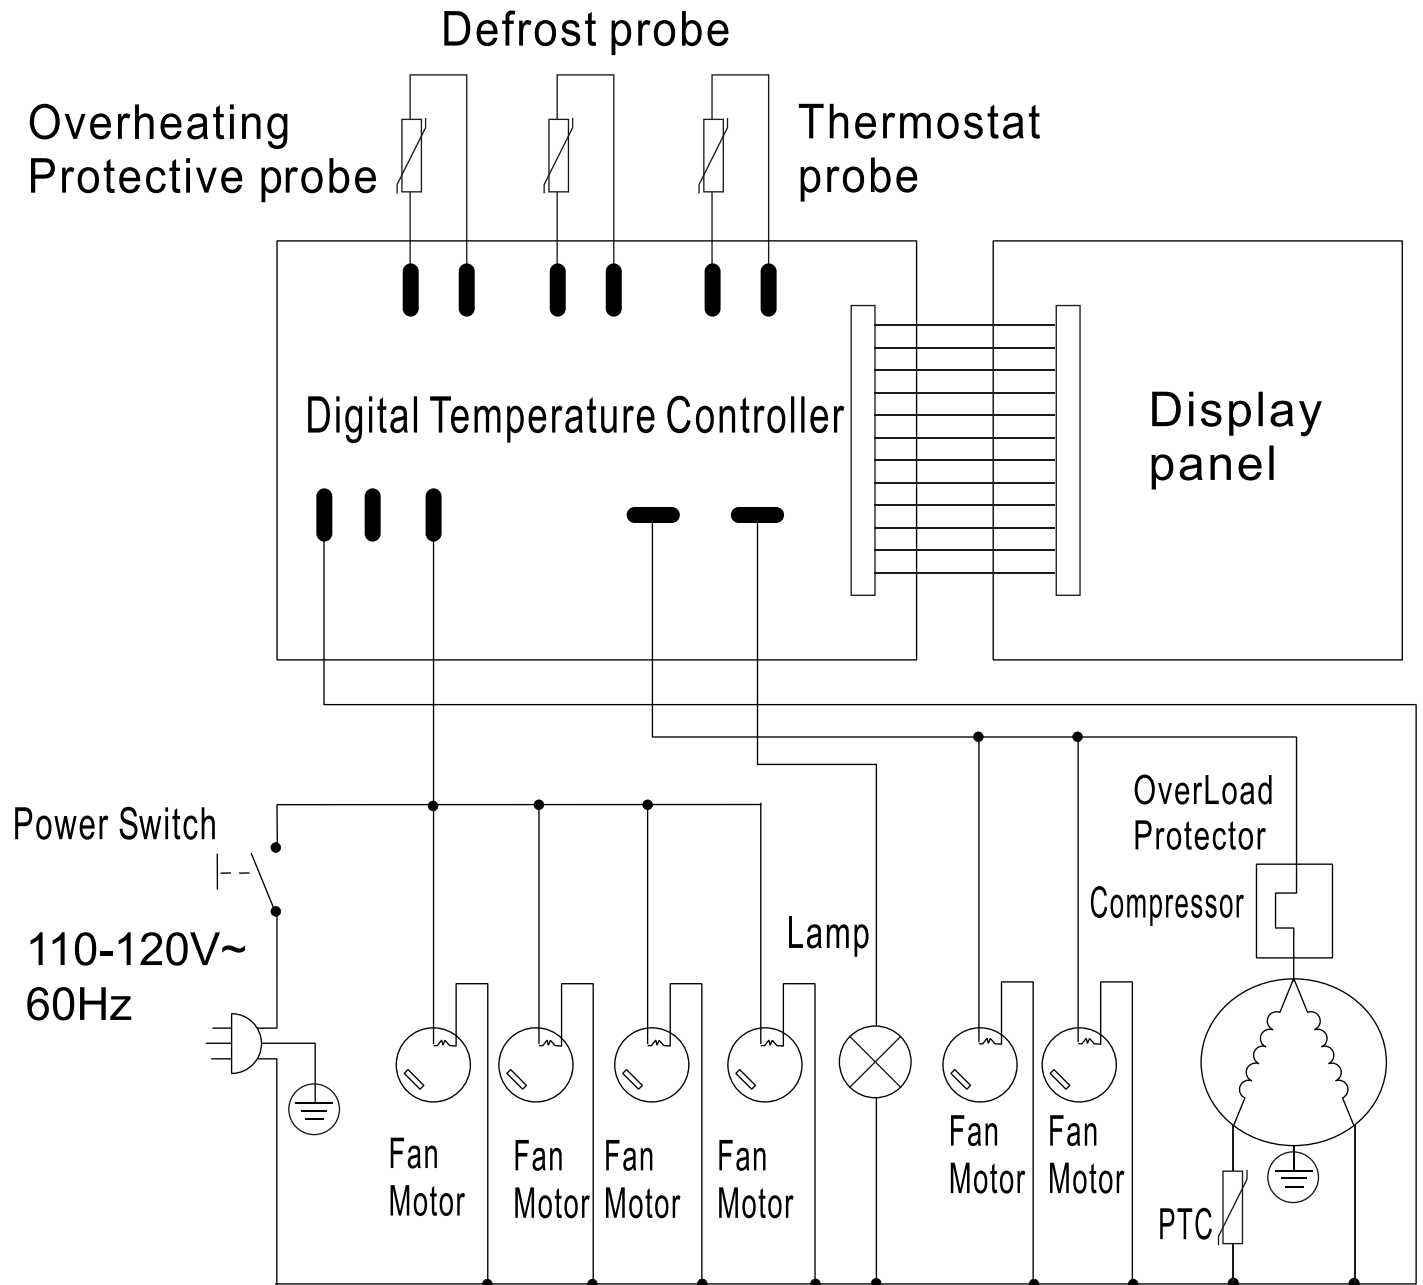 Defrost probe
Overheating
Protective probe
Thermostat
probe
Digital Temperature Controller
Display
panel
Power Switch
110-120V~
60Hz
OverLoad
Protector
Compressor
Lamp
Fan
Motor
Fan
Motor
Fan
Motor
Fan
Motor
Fan
Motor
Fan
Motor
PTC